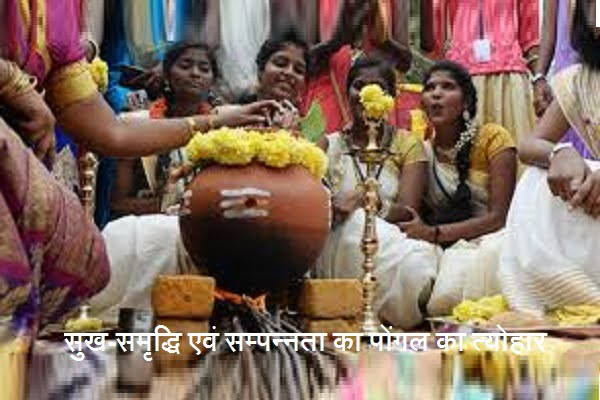 सुख-समृद्धि एवं सम्पन्नता का पोंगल का त्योहार